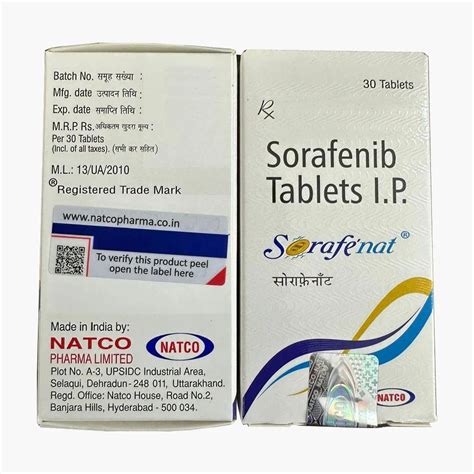 Batch No. समूह संख्या :
Mfg. date उत्पादन तिथि :
Exp. date समाप्ति तिथि :
M.R.P. Rs. अधिकतम खुदरा मूल्य :
Per 30 Tablets
(Incl. of all taxes). (सभी कर सहित)
M.L.: 13/UA/2010
®Registered Trade Mark
www.natcopharma.co.in
To verify this product peel
open the label here
Made in India by:
NATCO
PHARMA LIMITED
NATCO
Plot No. A-3, UPSIDC Industrial Area,
Selaqui, Dehradun- 248 011, Uttarakhand.
Regd. Office: Natco House, Road No.2,
Banjara Hills, Hyderabad - 500 034.
30 Tablets
Rx
Sorafenib
Tablets I.P.
Sorafenat®
सोराफ़ेनॅट
NATCO